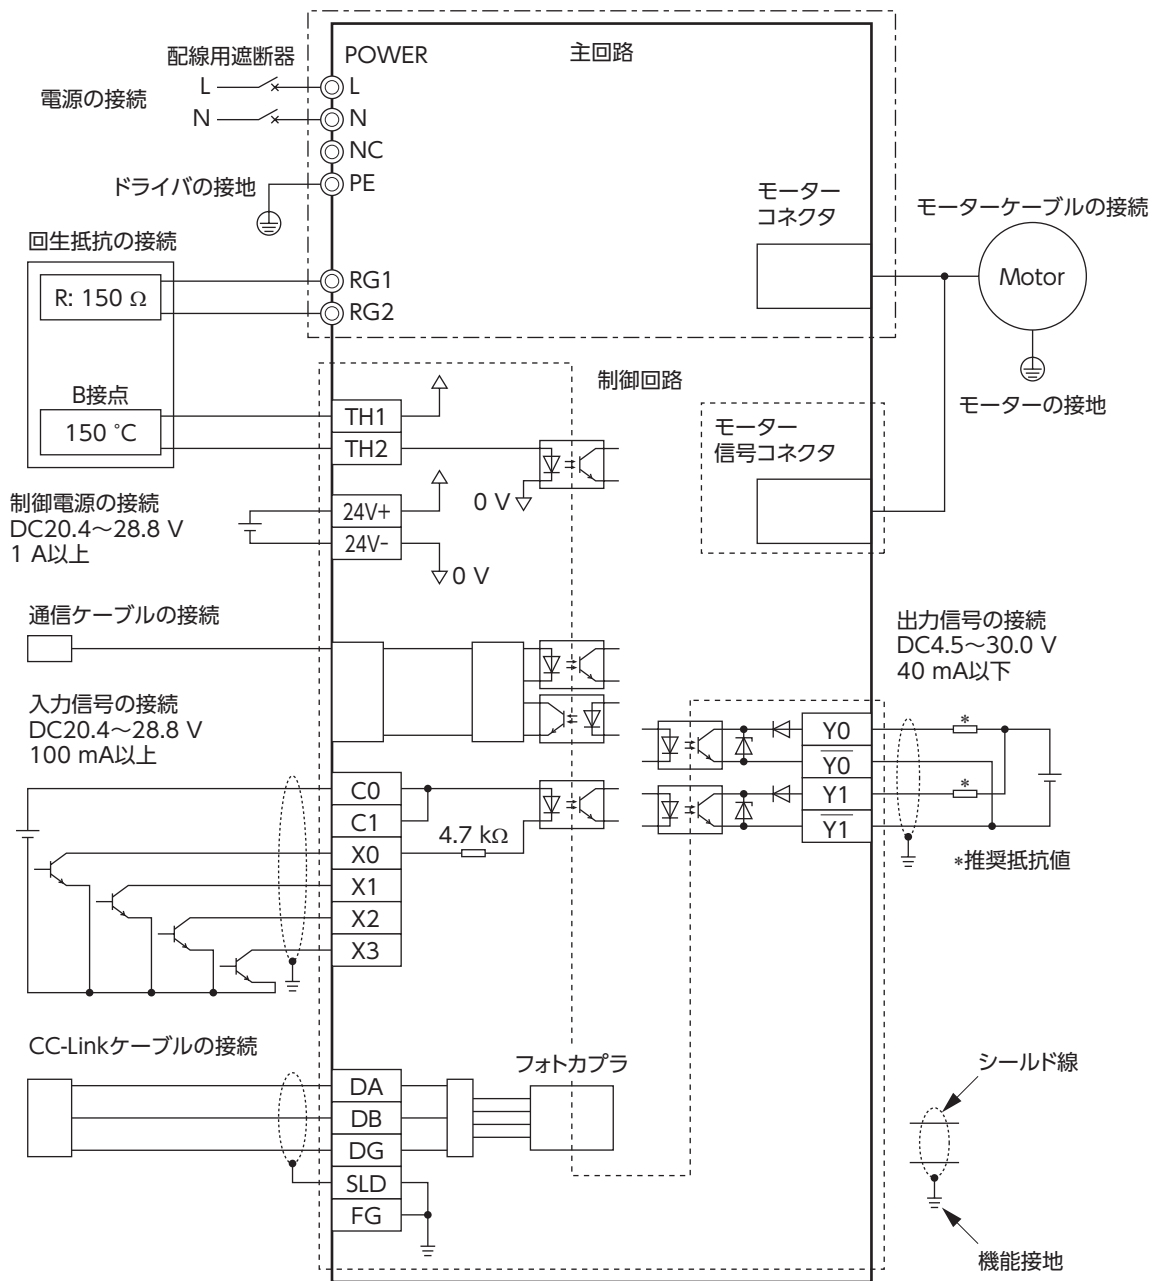 配線用遮断器
POWER
主回路
L
L
電源の接続
N
N
NC
ドライバの接地
PE
モーター
コネクタ
モーターケーブルの接続
Motor
モーターの接地
回生抵抗の接続
R: 150 Ω
RG1
RG2
B接点
150 ˚C
制御回路
TH1
TH2
モーター
信号コネクタ
0 V
制御電源の接続
DC20.4～28.8 V
1 A以上
24V+
24V-
0 V
通信ケーブルの接続
出力信号の接続
DC4.5～30.0 V
40 mA以下
入力信号の接続
DC20.4～28.8 V
100 mA以上
Y0
*
Y0
Y1
*
Y1
*推奨抵抗値
C0
C1
4.7 kΩ
X0
X1
X2
X3
CC-Linkケーブルの接続
フォトカプラ
DA
DB
DG
SLD
FG
シールド線
機能接地